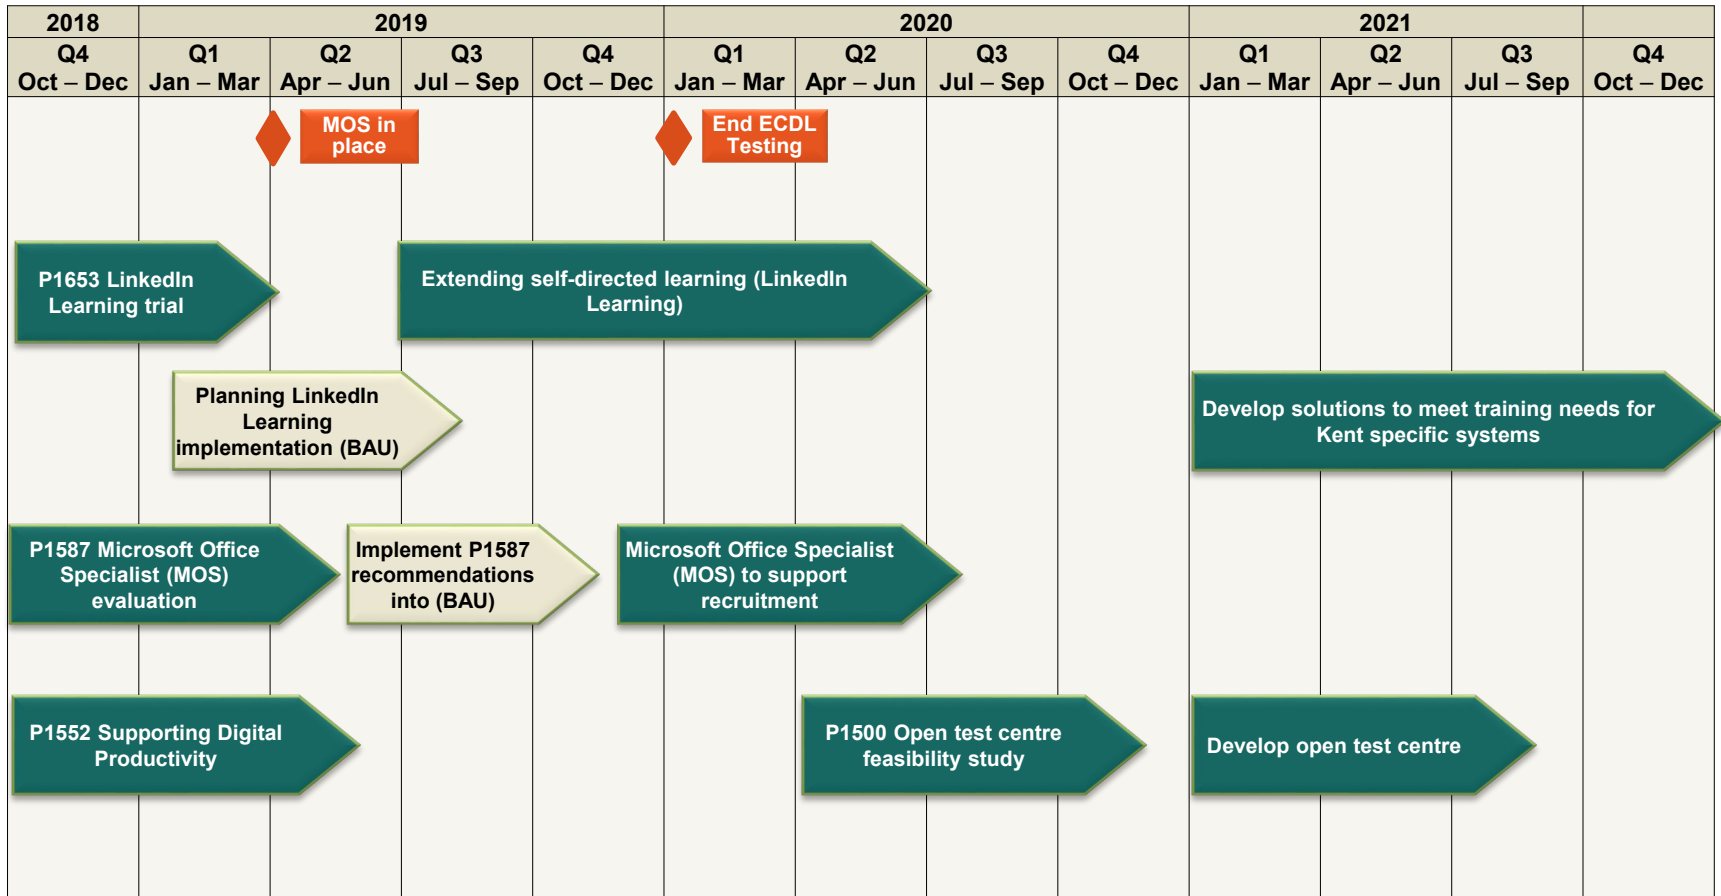 2018 2019 2020 2021
Q4 Q1 Q2 Q3 Q4 Q1 Q2 Q3 Q4 Q1 Q2 Q3 Q4
Oct – Dec Jan – Mar Apr – Jun Jul – Sep Oct – Dec Jan – Mar Apr – Jun Jul – Sep Oct – Dec Jan – Mar Apr – Jun Jul – Sep Oct – Dec
MOS in
place
End ECDL
Testing
P1653 LinkedIn
Learning trial
Extending self-directed learning (LinkedIn
Learning)
Planning LinkedIn
Learning
implementation (BAU)
Develop solutions to meet training needs for
Kent specific systems
P1587 Microsoft Office
Specialist (MOS)
evaluation
Implement P1587
recommendations
into (BAU)
Microsoft Office Specialist
(MOS) to support
recruitment
P1552 Supporting Digital
Productivity
P1500 Open test centre
feasibility study
Develop open test centre